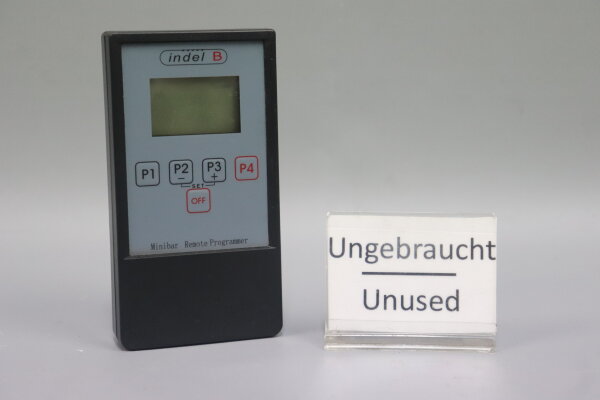 indel B
P1 P2 P3 P4
- +
SET
OFF
Minibar Remote Programmer
Ungebraucht
Unused